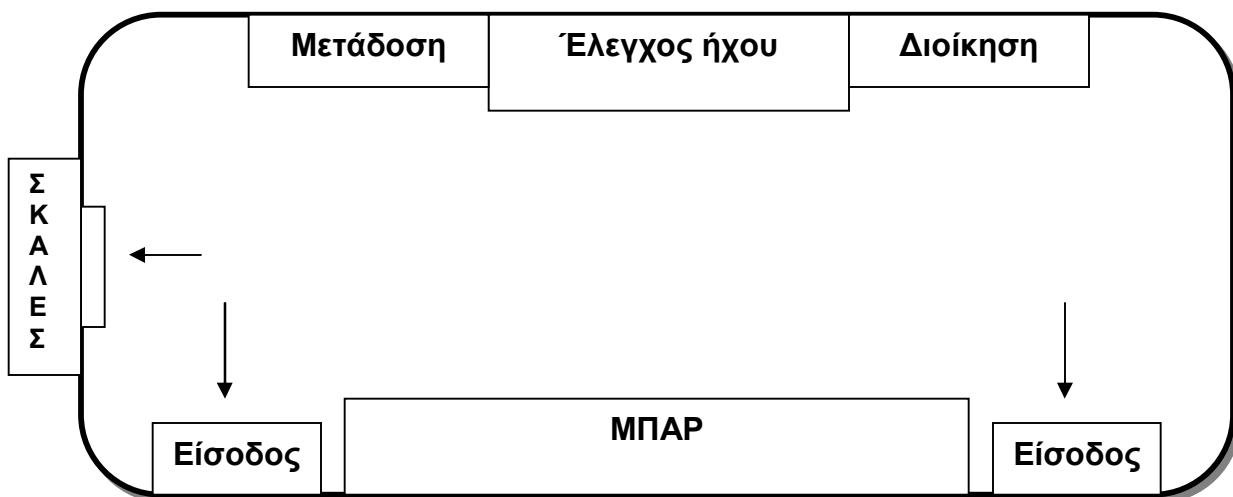 Μετάδοση
Έλεγχος ήχου
Διοίκηση
Σ
Κ
Α
Λ
Ε
Σ
Είσοδος
ΜΠΑΡ
Είσοδος